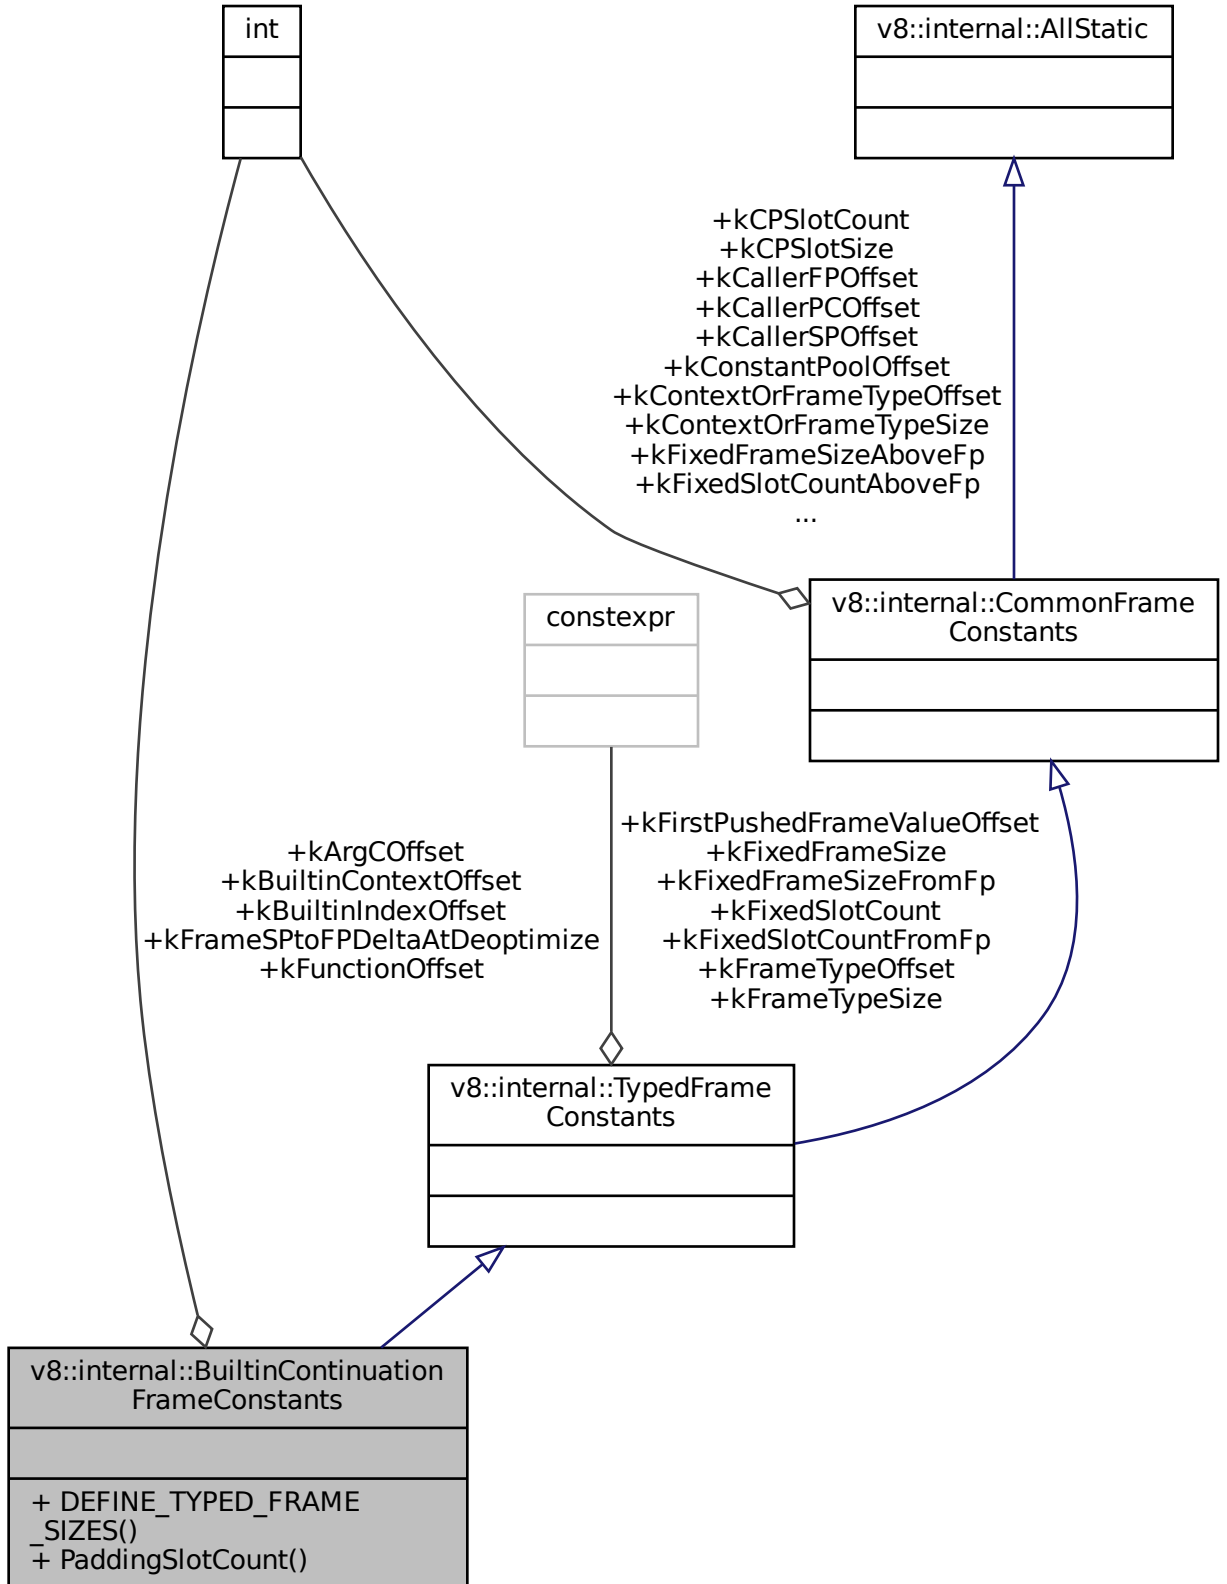 int
v8::internal::AllStatic
+kCPSlotCount
+kCPSlotSize
+kCallerFPOffset
+kCallerPCOffset
+kCallerSPOffset
+kConstantPoolOffset
+kContextOrFrameTypeOffset
+kContextOrFrameTypeSize
+kFixedFrameSizeAboveFp
+kFixedSlotCountAboveFp
...
constexpr
v8::internal::CommonFrame
Constants
+kArgCOffset
+kBuiltinContextOffset
+kBuiltinIndexOffset
+kFrameSPtoFPDeltaAtDeoptimize
+kFunctionOffset
+kFirstPushedFrameValueOffset
+kFixedFrameSize
+kFixedFrameSizeFromFp
+kFixedSlotCount
+kFixedSlotCountFromFp
+kFrameTypeOffset
+kFrameTypeSize
v8::internal::TypedFrame
Constants
v8::internal::BuiltinContinuation
FrameConstants
+ DEFINE_TYPED_FRAME
_SIZES()
+ PaddingSlotCount()